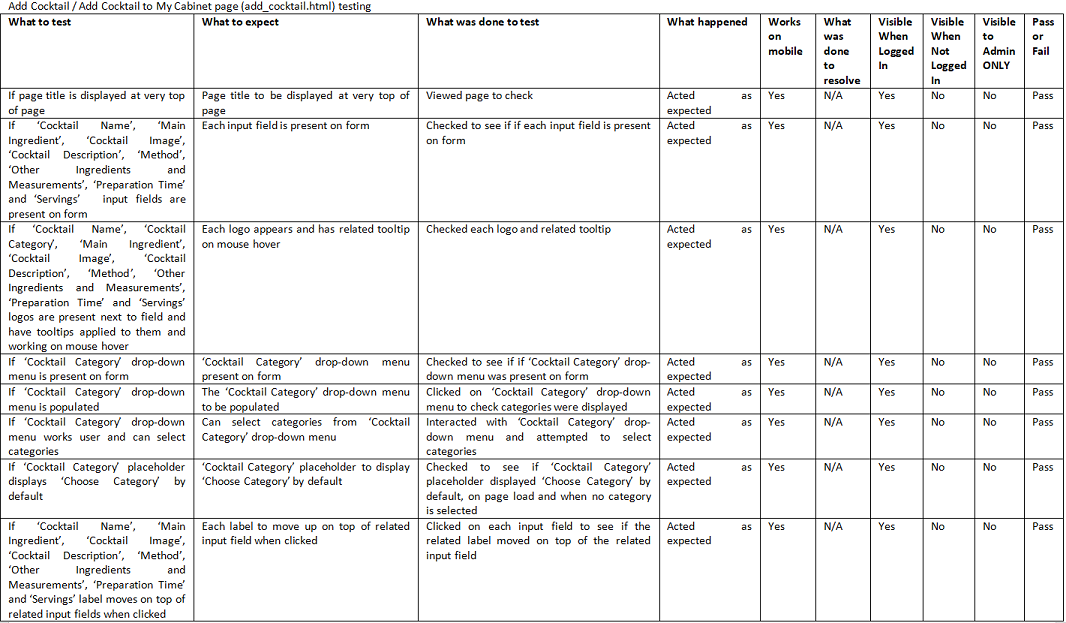 Add Cocktail / Add Cocktail to My Cabinet page (add_cocktail.html) testing
What to test
What to expect
What was done to test
What happened
Works
on
mobile
What
was
done
to
resolve
Visible
When
Logged
In
Visible
When
Not
Logged
In
Visible
to
Admin
ONLY
Pass
or
Fail
If page title is displayed at very top
of page
Page title to be displayed at very top of
page
Viewed page to check
Acted as
expected
Yes
N/A
Yes
No
No
Pass
If ‘Cocktail Name’, ‘Main
Ingredient’, ‘Cocktail Image’,
‘Cocktail Description’, ‘Method’,
‘Other Ingredients and
Measurements’, ‘Preparation Time’
and ‘Servings’ input fields are
present on form
Each input field is present on form
Checked to see if if each input field is present
on form
Acted as
expected
Yes
N/A
Yes
No
No
Pass
If ‘Cocktail Name’, ‘Cocktail
Category’, ‘Main Ingredient’,
‘Cocktail Image’, ‘Cocktail
Description’, ‘Method’, ‘Other
Ingredients and Measurements’,
‘Preparation Time’ and ‘Servings’
logos are present next to field and
have tooltips applied to them and
working on mouse hover
Each logo appears and has related tooltip
on mouse hover
Checked each logo and related tooltip
Acted as
expected
Yes
N/A
Yes
No
No
Pass
If ‘Cocktail Category’ drop-down
menu is present on form
‘Cocktail Category’ drop-down menu
present on form
Checked to see if if ‘Cocktail Category’ drop-
down menu was present on form
Acted as
expected
Yes
N/A
Yes
No
No
Pass
If ‘Cocktail Category’ drop-down
menu is populated
The ‘Cocktail Category’ drop-down menu
to be populated
Clicked on ‘Cocktail Category’ drop-down
menu to check categories were displayed
Acted as
expected
Yes
N/A
Yes
No
No
Pass
If ‘Cocktail Category’ drop-down
menu works user and can select
categories
Can select categories from ‘Cocktail
Category’ drop-down menu
Interacted with ‘Cocktail Category’ drop-
down menu and attempted to select
categories
Acted as
expected
Yes
N/A
Yes
No
No
Pass
If ‘Cocktail Category’ placeholder
displays ‘Choose Category’ by
default
‘Cocktail Category’ placeholder to display
‘Choose Category’ by default
Checked to see if ‘Cocktail Category’
placeholder displayed ‘Choose Category’ by
default, on page load and when no category
is selected
Acted as
expected
Yes
N/A
Yes
No
No
Pass
If ‘Cocktail Name’, ‘Main
Ingredient’, ‘Cocktail Image’,
‘Cocktail Description’, ‘Method’,
‘Other Ingredients and
Measurements’, ‘Preparation Time’
and ‘Servings’ label moves on top of
related input fields when clicked
Each label to move up on top of related
input field when clicked
Clicked on each input field to see if the
related label moved on top of the related
input field
Acted as
expected
Yes
N/A
Yes
No
No
Pass